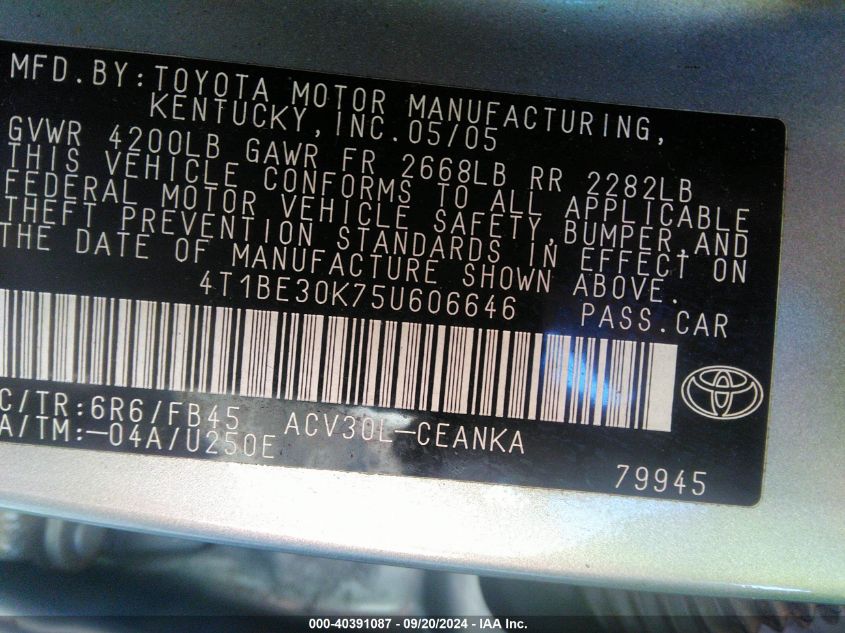 MFD.BY:TOYOTA MOTOR MANUFACTURING,
KENTUCKY,INC.05/05
GVWR 4200LB GAWR FR 2668LB RR 2282LB
THIS VEHICLE CONFORMS TO ALL APPLICABLE
FEDERAL MOTOR VEHICLE SAFETY,BUMPER,AND
THEFT PREVENTION STANDARDS IN EFFECT ON
THE DATE OF MANUFACTURE SHOWN ABOVE.
4T1BE30K75U606646 PASS.CAR
C/TR:6R6/FB45 ACV30L-CEANKA
A/TM:-04A/U250E
79945
000-40391087 - 09/20/2024 - IAA Inc.